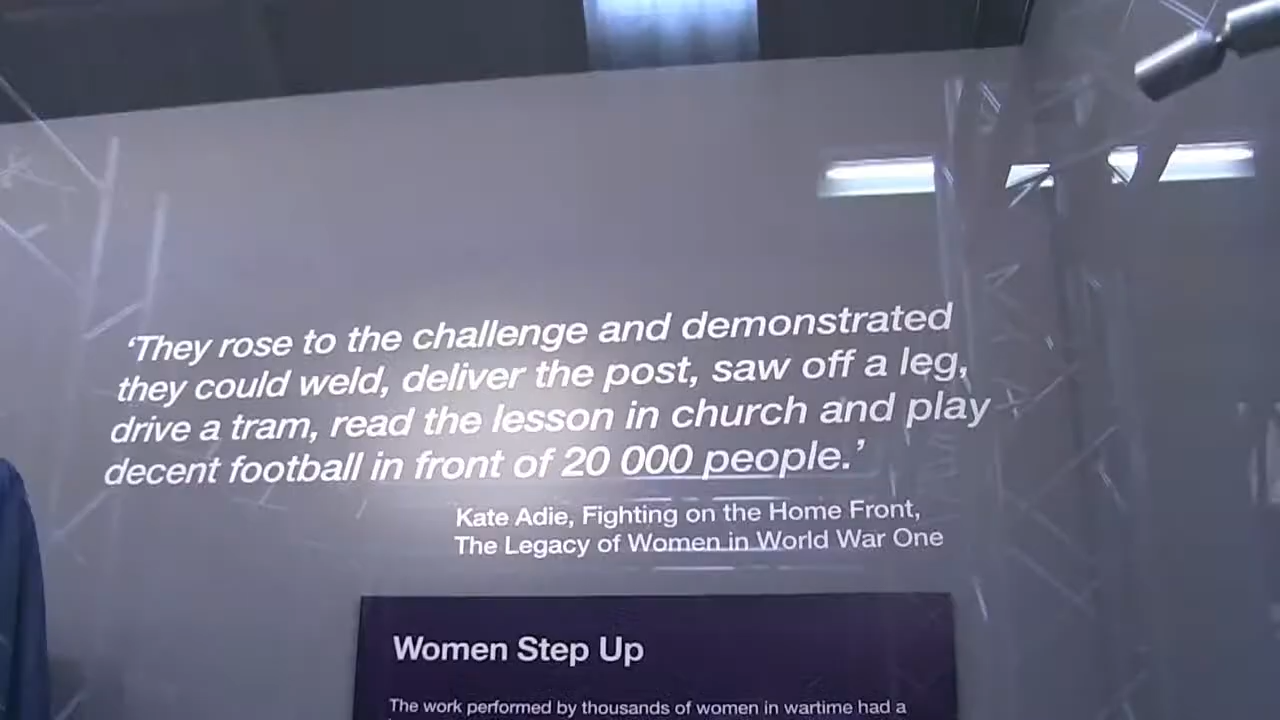 ‘They rose to the challenge and demonstrated
they could weld, deliver the post, saw off a leg,
drive a tram, read the lesson in church and play
decent football in front of 20 000 people.’
Kate Adie, Fighting on the Home Front,
The Legacy of Women in World War One
Women Step Up
The work performed by thousands of women in wartime had a